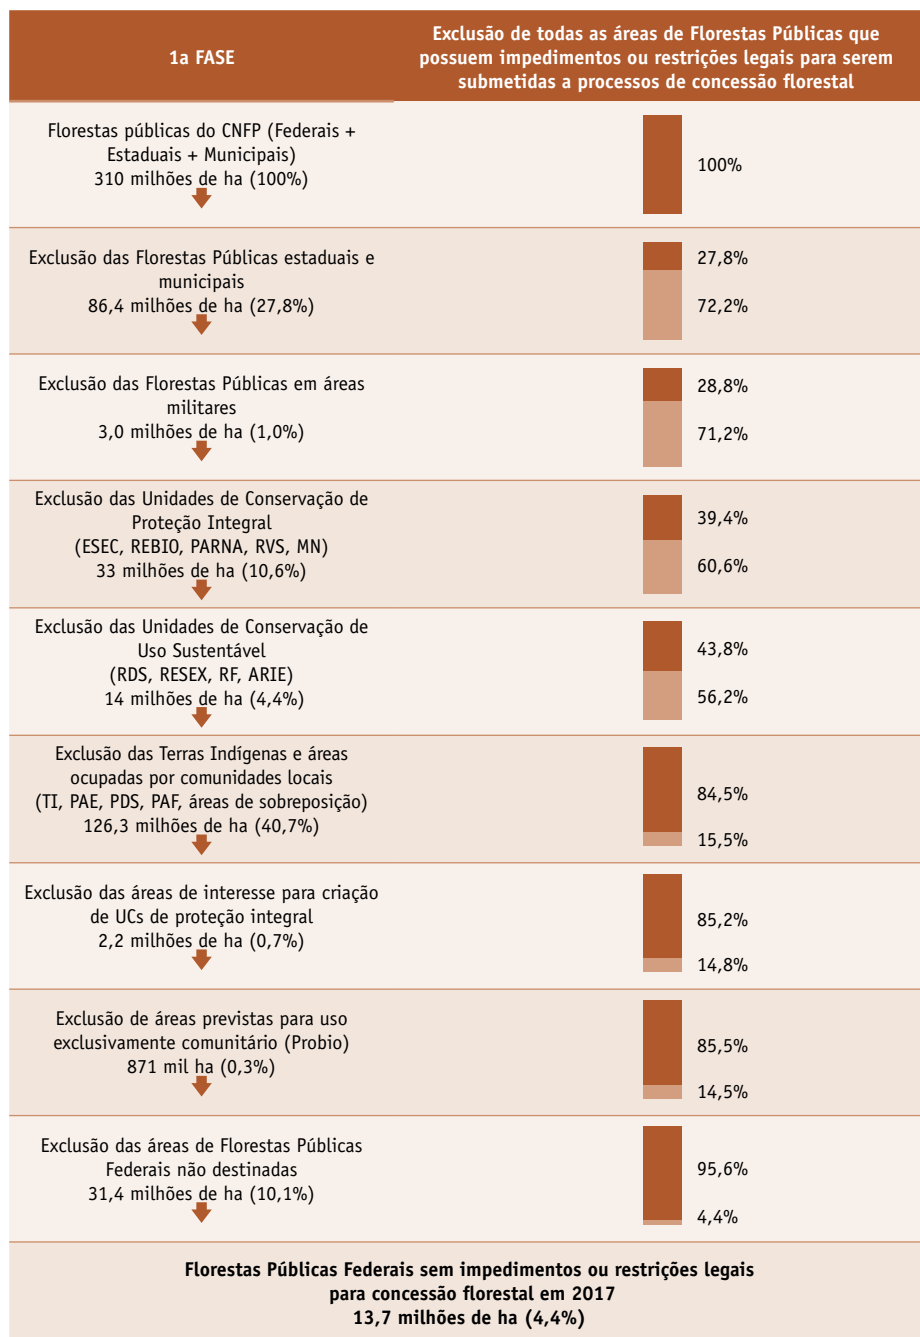 1a FASE
Exclusão de todas as áreas de Florestas Públicas que
possuem impedimentos ou restrições legais para serem
submetidas a processos de concessão florestal
Florestas públicas do CNFP (Federais +
Estaduais + Municipais)
310 milhões de ha (100%)
100%
Exclusão das Florestas Públicas estaduais e
municipais
86,4 milhões de ha (27,8%)
27,8%
72,2%
Exclusão das Florestas Públicas em áreas
militares
3,0 milhões de ha (1,0%)
28,8%
71,2%
Exclusão das Unidades de Conservação de
Proteção Integral
(ESEC, REBIO, PARNA, RVS, MN)
33 milhões de ha (10,6%)
39,4%
60,6%
Exclusão das Unidades de Conservação de
Uso Sustentável
(RDS, RESEX, RF, ARIE)
14 milhões de ha (4,4%)
43,8%
56,2%
Exclusão das Terras Indígenas e áreas
ocupadas por comunidades locais
(TI, PAE, PDS, PAF, áreas de sobreposição)
126,3 milhões de ha (40,7%)
84,5%
15,5%
Exclusão das áreas de interesse para criação
de UCs de proteção integral
2,2 milhões de ha (0,7%)
85,2%
14,8%
Exclusão de áreas previstas para uso
exclusivamente comunitário (Probio)
871 mil ha (0,3%)
85,5%
14,5%
Exclusão das áreas de Florestas Públicas
Federais não destinadas
31,4 milhões de ha (10,1%)
95,6%
4,4%
Florestas Públicas Federais sem impedimentos ou restrições legais
para concessão florestal em 2017
13,7 milhões de ha (4,4%)